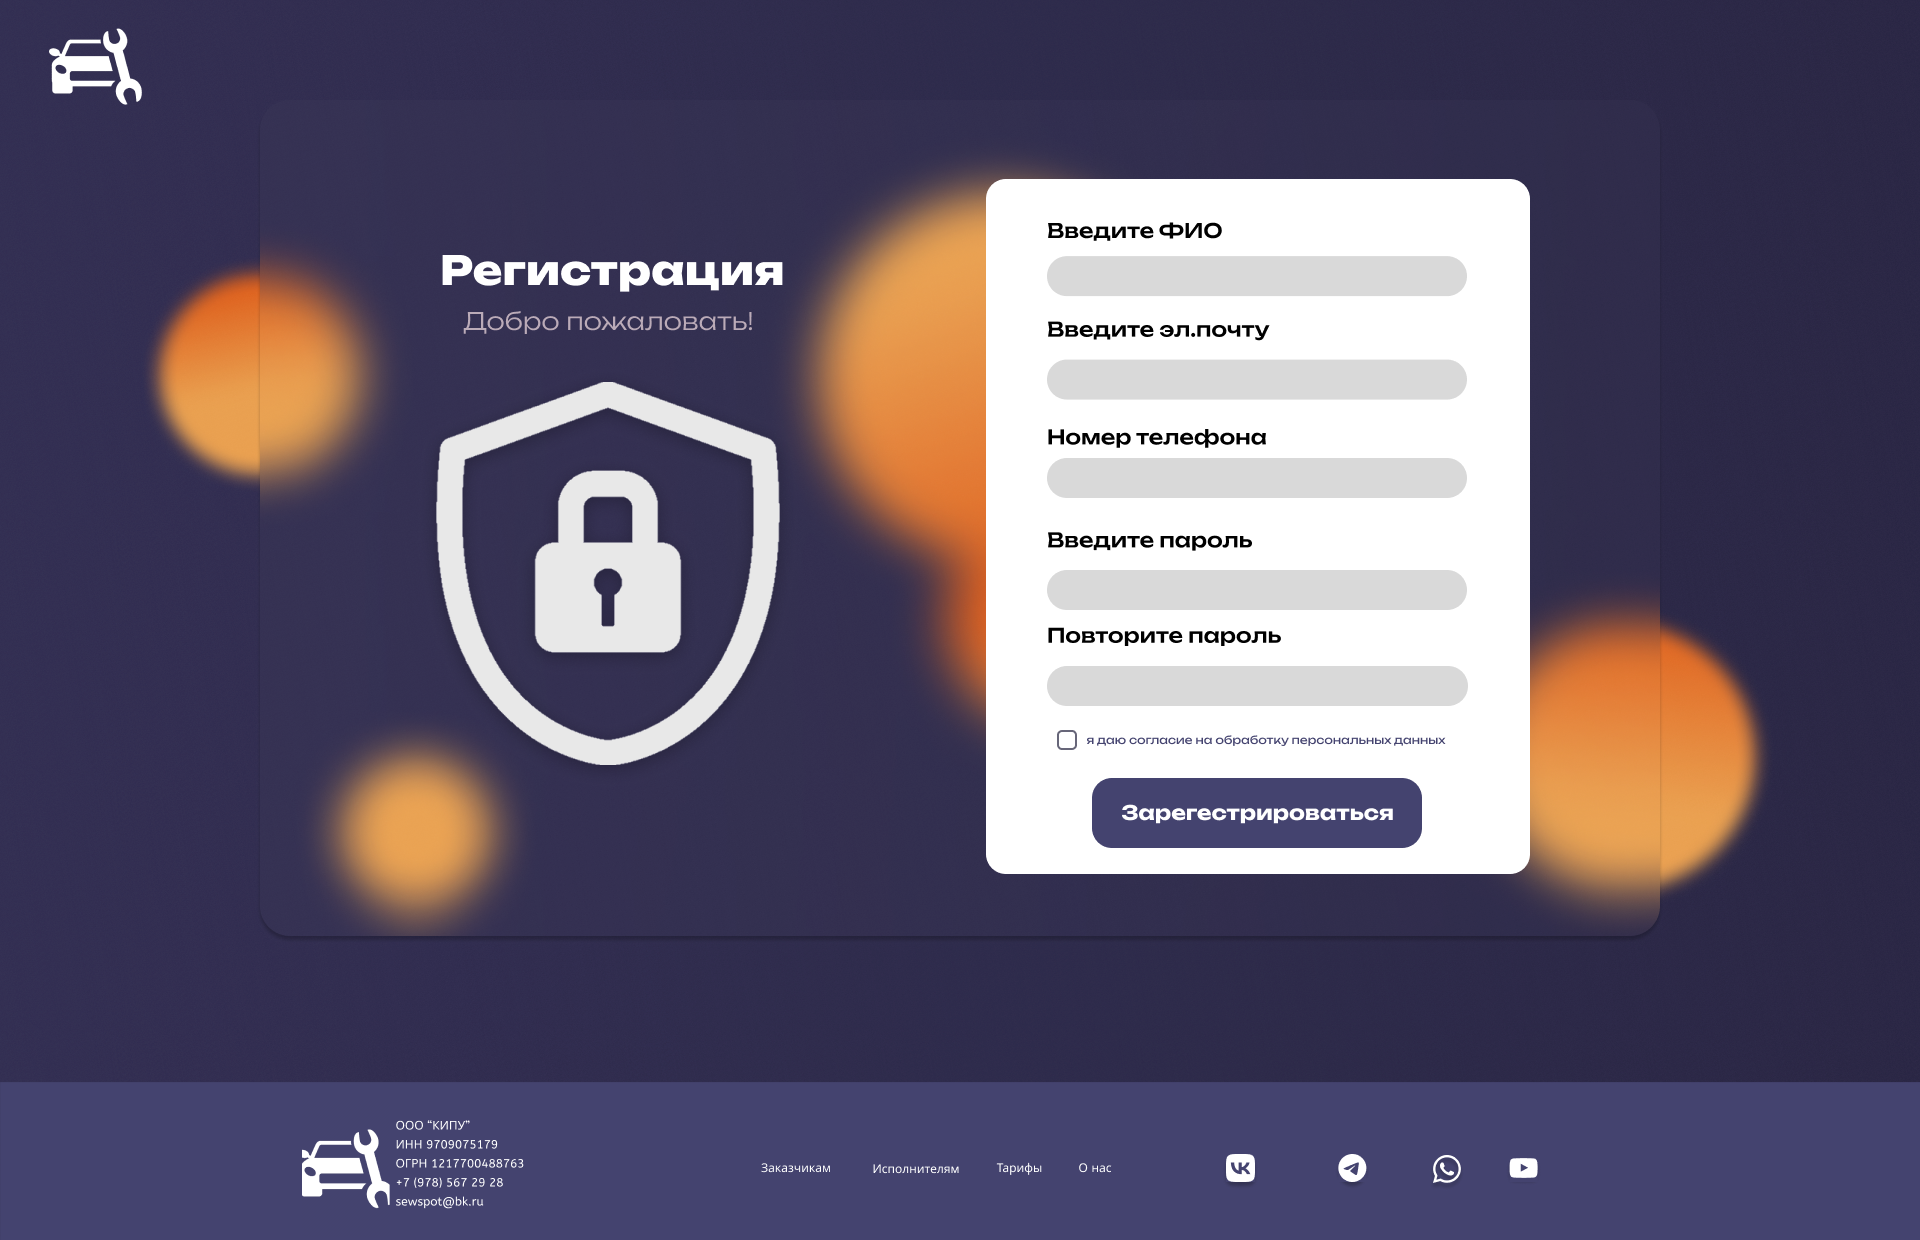 Регистрация
Добро пожаловать!
Введите ФИО
Введите эл.почту
Номер телефона
Введите пароль
Повторите пароль
я даю согласие на обработку персональных данных
Зарегестрироваться
ООО “КИПУ”
ИНН 9709075179
ОГРН 1217700488763
+7 (978) 567 29 28
sewspot@bk.ru
Заказчикам
Исполнителям
Тарифы
О нас